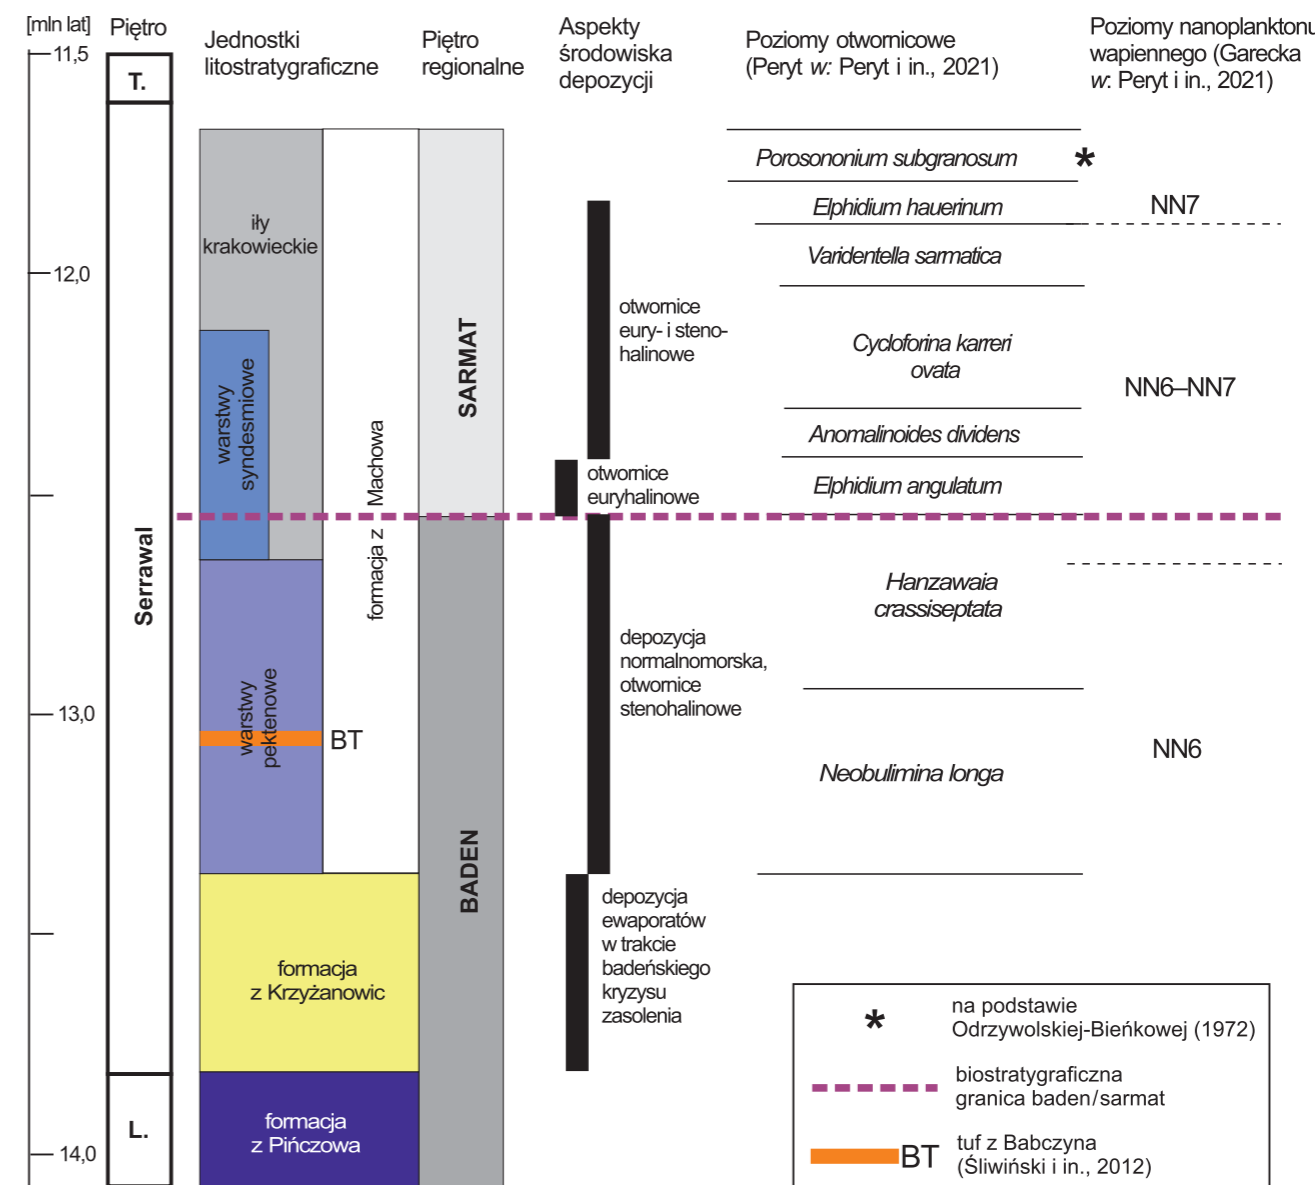 [mln lat]
Piętro
Jednostki
litostratygraficzne
Piętro
regionalne
Aspekty
środowiska
depozycji
Poziomy otwornicowe
(Peryt w: Peryt i in., 2021)
Poziomy nanoplanktonu
wapiennego (Garecka
w: Peryt i in., 2021)
11,5
12,0
13,0
14,0
T.
Serrawal
L.
iły
krakowieckie
warstwy
syndesmiowe
warstwy
pektenowe
BT
formacja z Machowa
formacja
z Krzyżanowic
formacja
z Pińczowa
SARMAT
BADEN
otwornice
eury- i steno-
halinowe
otwornice
euryhalinowe
depozycja
normalnomorska,
otwornice
stenohalinowe
depozycja
ewaporatów
w trakcie
badeńskiego
kryzysu
zasolenia
Porosononium subgranosum *
Elphidium hauerinum
Varidentella sarmatica
Cycloforina karreri
ovata
Anomalinoides dividens
Elphidium angulatum
Hanzawaia
crassiseptata
Neobulimina longa
NN7
NN6–NN7
NN6
* na podstawie
Odrzywolskiej-Bieńkowej (1972)
biostratygraficzna
granica baden/sarmat
BT tuf z Babczyna
(Śliwiński i in., 2012)